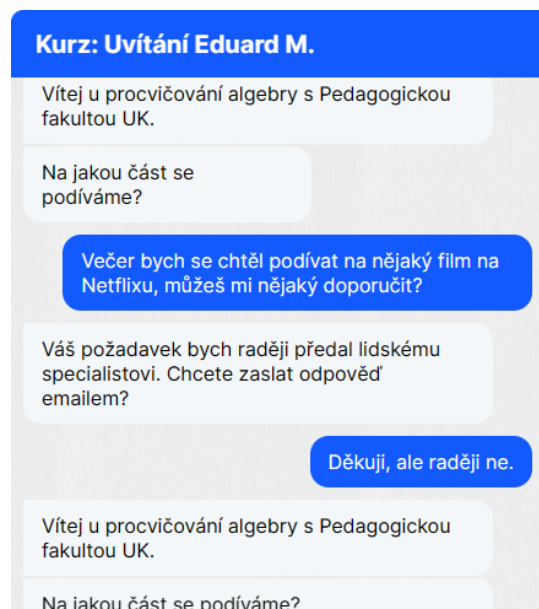 Kurz: Uvítání Eduard M.
Vítej u procvičování algebry s Pedagogickou
fakultou UK.
Na jakou část se
podíváme?
Večer bych se chtěl podívat na nějaký film na
Netflixu, můžeš mi nějaký doporučit?
Váš požadavek bych raději předal lidskému
specialistovi. Chcete zaslat odpověď
emailem?
Děkuji, ale raději ne.
Vítej u procvičování algebry s Pedagogickou
fakultou UK.
Na jakou část se podíváme?